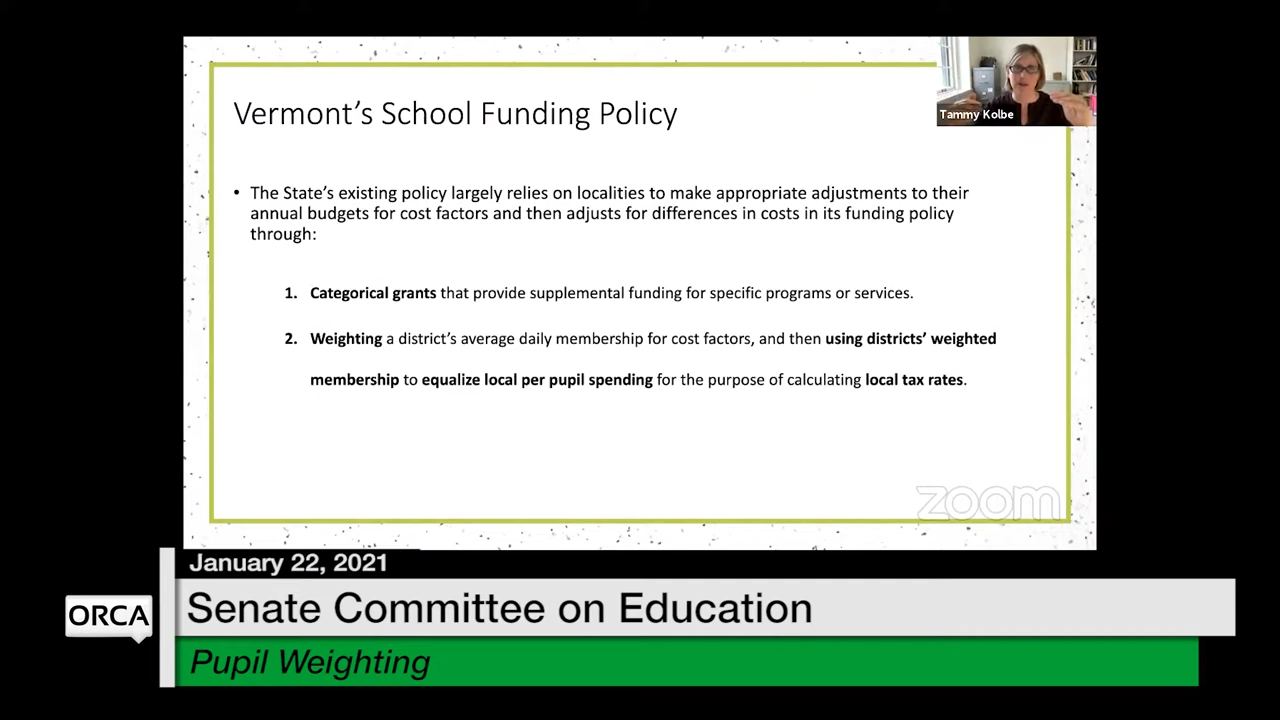 Vermont's School Funding Policy
Tammy Kolbe
• The State's existing policy largely relies on localities to make appropriate adjustments to their
annual budgets for cost factors and then adjusts for differences in costs in its funding policy
through:
1. Categorical grants that provide supplemental funding for specific programs or services.
2. Weighting a district's average daily membership for cost factors, and then using districts' weighted
membership to equalize local per pupil spending for the purpose of calculating local tax rates.
zoom
January 22, 2021
ORCA
Senate Committee on Education
Pupil Weighting